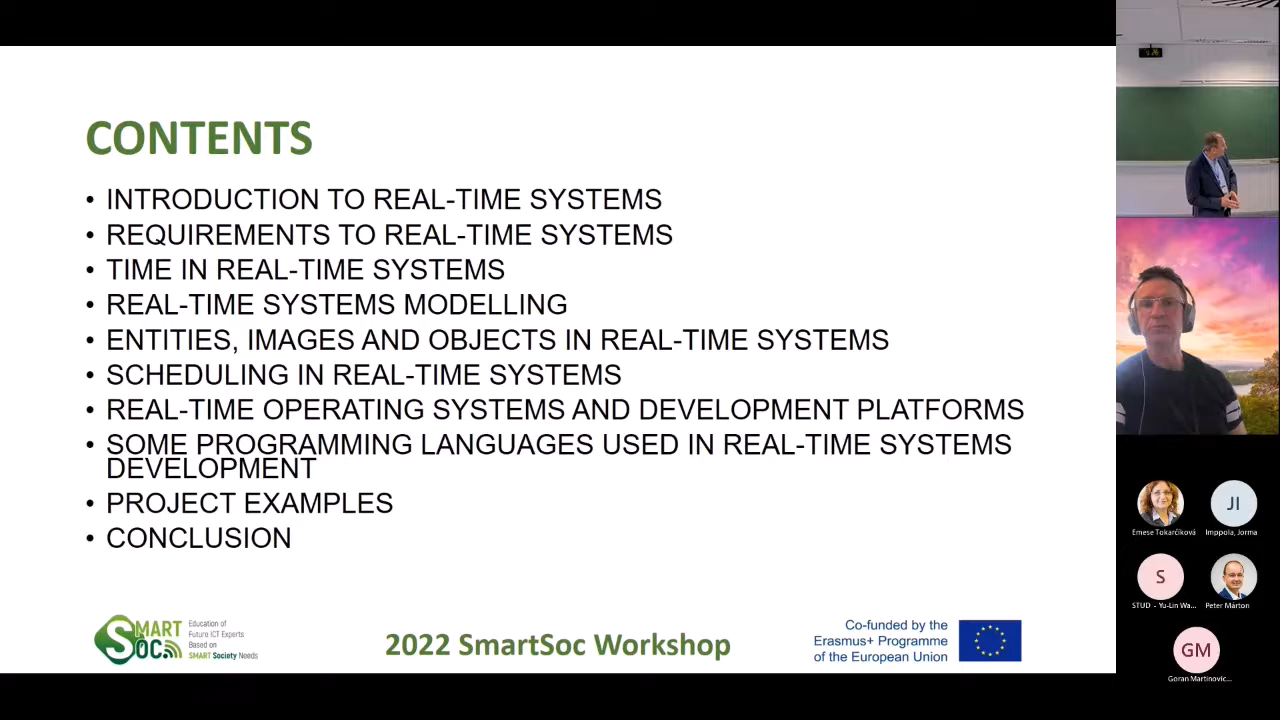 CONTENTS
• INTRODUCTION TO REAL-TIME SYSTEMS
• REQUIREMENTS TO REAL-TIME SYSTEMS
• TIME IN REAL-TIME SYSTEMS
• REAL-TIME SYSTEMS MODELLING
• ENTITIES, IMAGES AND OBJECTS IN REAL-TIME SYSTEMS
• SCHEDULING IN REAL-TIME SYSTEMS
• REAL-TIME OPERATING SYSTEMS AND DEVELOPMENT PLATFORMS
• SOME PROGRAMMING LANGUAGES USED IN REAL-TIME SYSTEMS
DEVELOPMENT
• PROJECT EXAMPLES
• CONCLUSION
SMART
SOC
Education of
Future ICT Experts
Based on
SMART Society Needs
2022 SmartSoc Workshop
Co-funded by the
Erasmus+ Programme
of the European Union
JI
Emese Tokarčíková
Imppola, Jorma
S
STUD - Yu-Lin Wa...
Peter Márton
GM
Goran Martinovic...